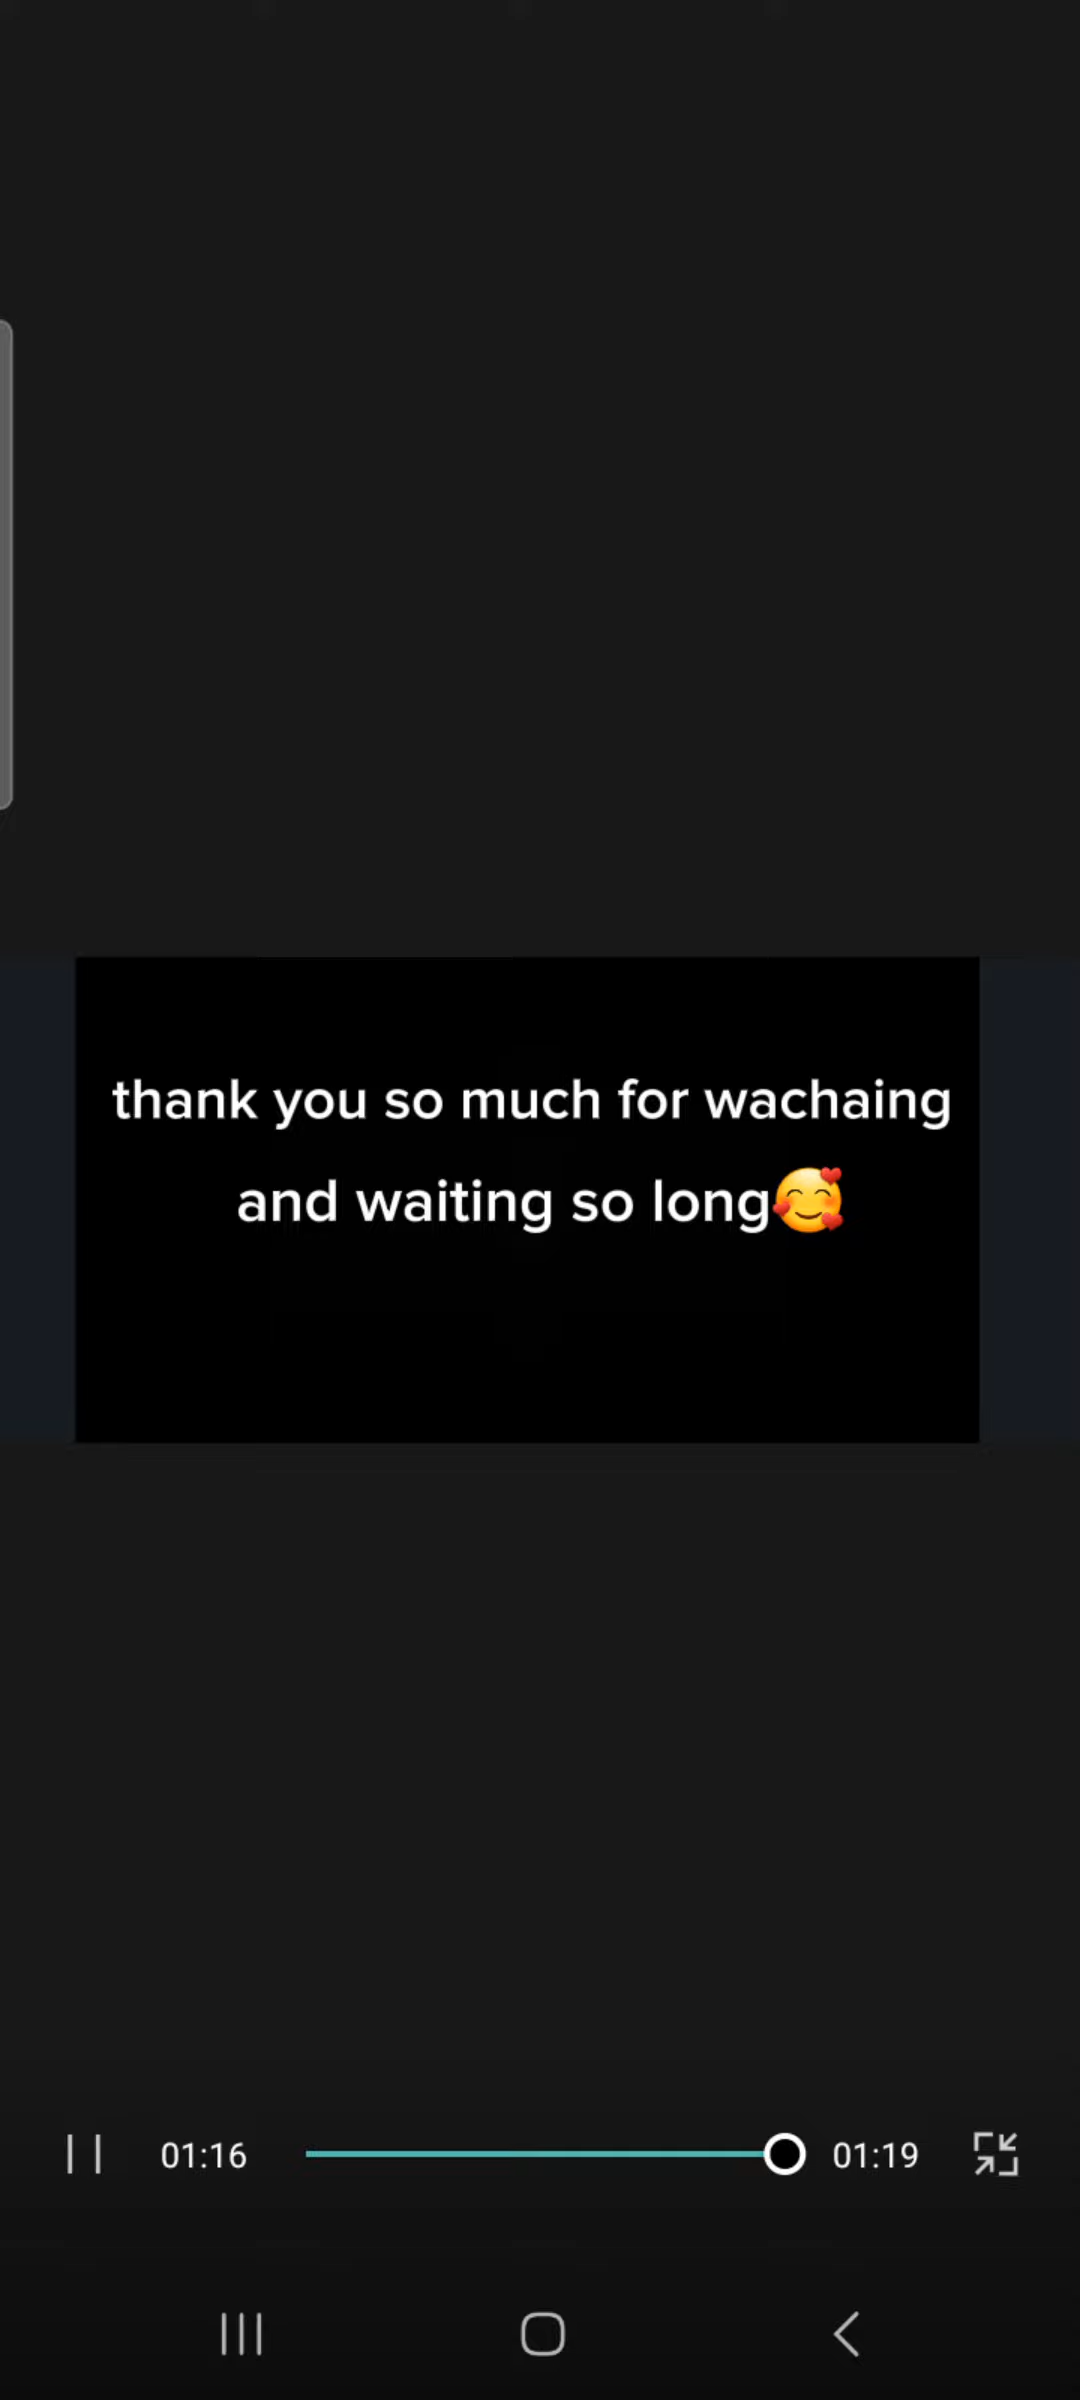 thank you so much for wachaing
and waiting so long🥰
01:16
01:19